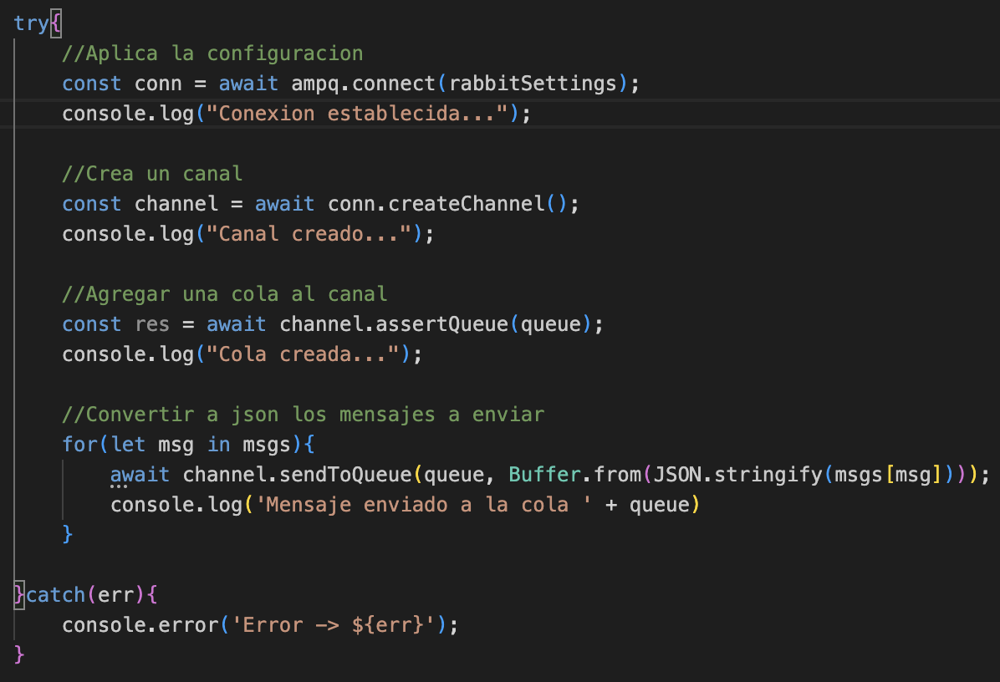 try{
    //Aplica la configuracion
    const conn = await ampq.connect(rabbitSettings);
    console.log("Conexion establecida...");

    //Crea un canal
    const channel = await conn.createChannel();
    console.log("Canal creado...");

    //Agregar una cola al canal
    const res = await channel.assertQueue(queue);
    console.log("Cola creada...");

    //Convertir a json los mensajes a enviar
    for(let msg in msgs){
        await channel.sendToQueue(queue, Buffer.from(JSON.stringify(msgs[msg])));
        console.log('Mensaje enviado a la cola ' + queue)
    }

}catch(err){
    console.error('Error -> ${err}');
}